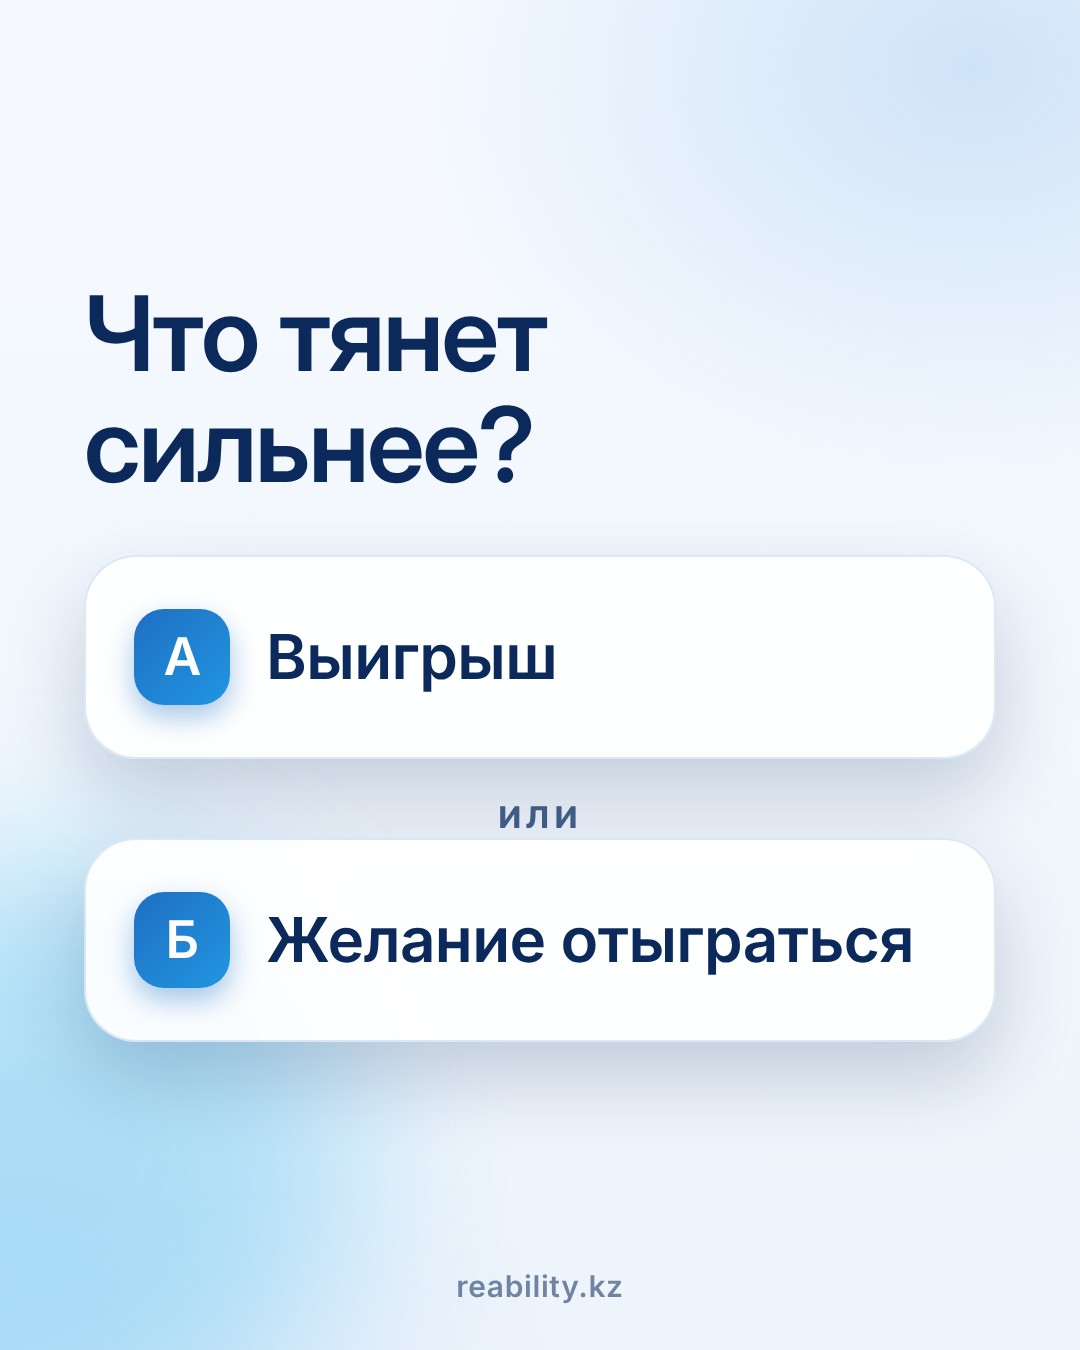 Что тянет
сильнее?
А
Выигрыш
или
Б
Желание отыграться
reability.kz